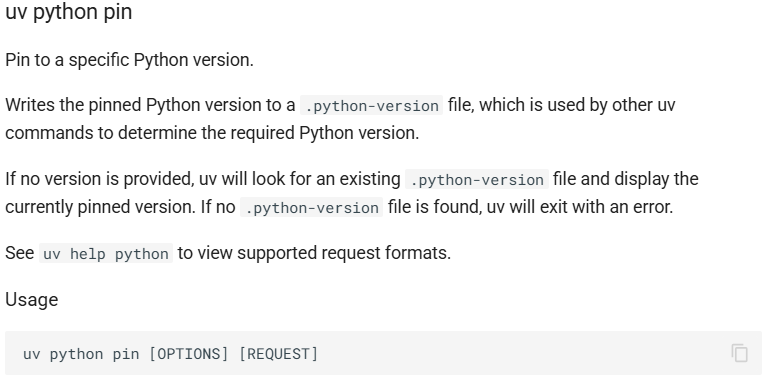 uv python pin
Pin to a specific Python version.
Writes the pinned Python version to a .python-version file, which is used by other uv
commands to determine the required Python version.
If no version is provided, uv will look for an existing .python-version file and display the
currently pinned version. If no .python-version file is found, uv will exit with an error.
See uv help python to view supported request formats.
Usage
uv python pin [OPTIONS] [REQUEST]